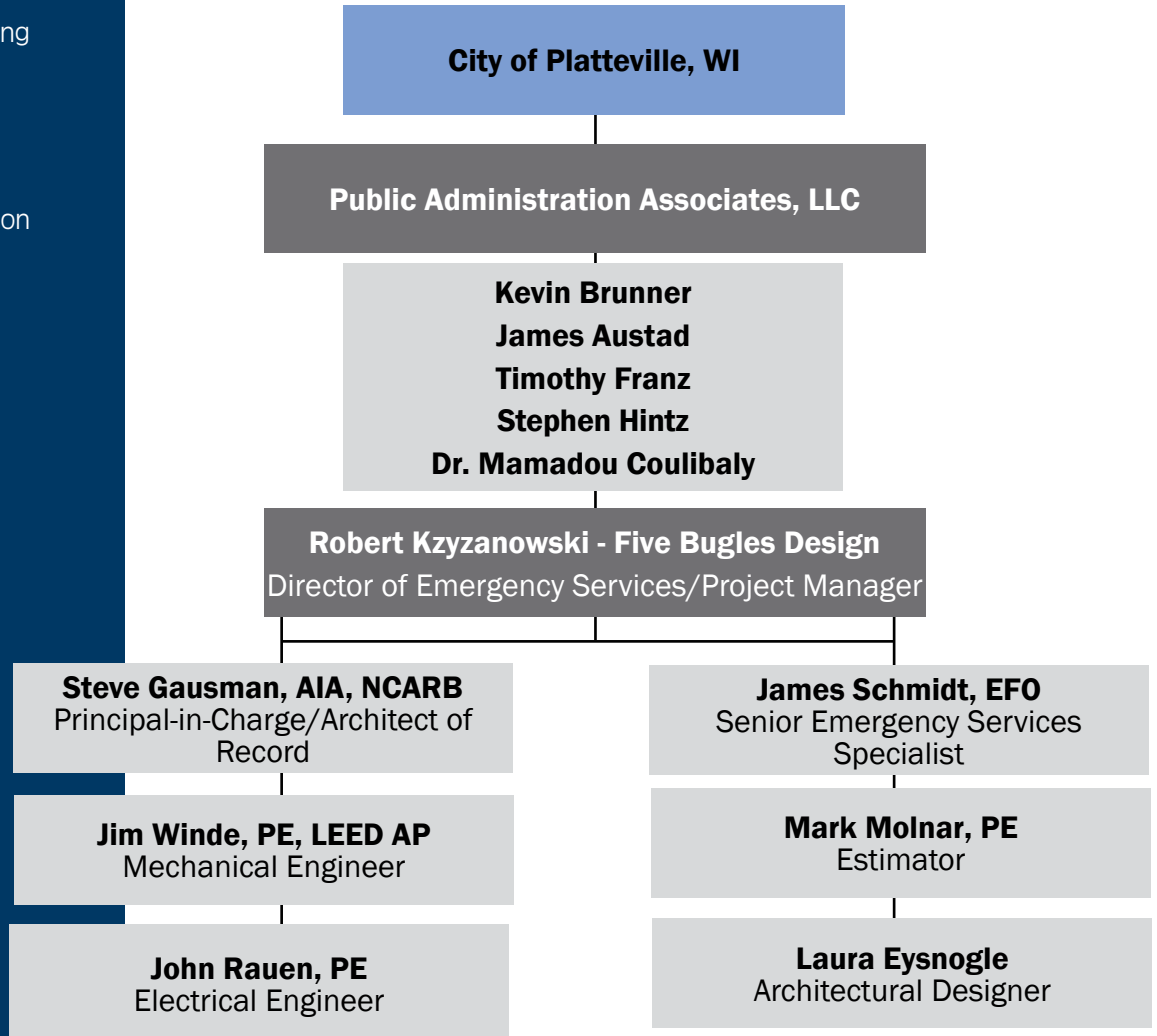 ng
on
City of Platteville, WI
Public Administration Associates, LLC
Kevin Brunner
James Austad
Timothy Franz
Stephen Hintz
Dr. Mamadou Coulibaly
Robert Kzyzanowski - Five Bugles Design
Director of Emergency Services/Project Manager
Steve Gausman, AIA, NCARB
Principal-in-Charge/Architect of
Record
Jim Winde, PE, LEED AP
Mechanical Engineer
John Rauen, PE
Electrical Engineer
James Schmidt, EFO
Senior Emergency Services
Specialist
Mark Molnar, PE
Estimator
Laura Eysnogle
Architectural Designer